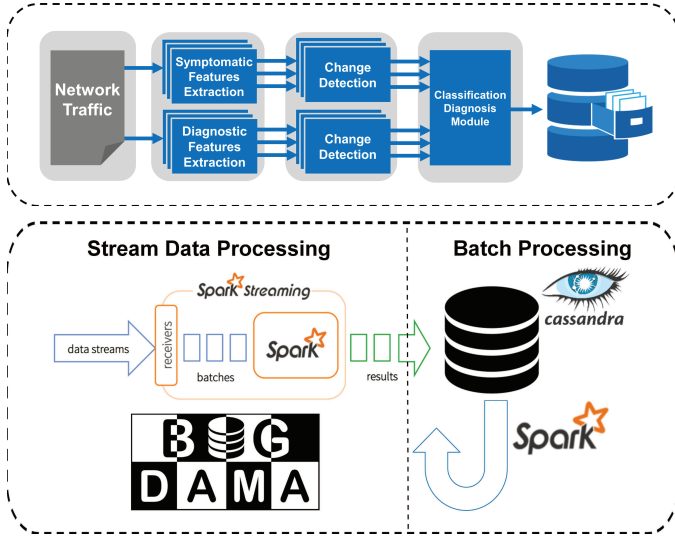 Network
Traffic
Symptomatic
Features
Extraction
Change
Detection
Classification
Diagnosis
Module
Diagnostic
Features
Extraction
Change
Detection
Stream Data Processing
Batch Processing
Spark Streaming
cassandra
data streams
receivers
batches
Spark
results
BIG
DAMA
Spark